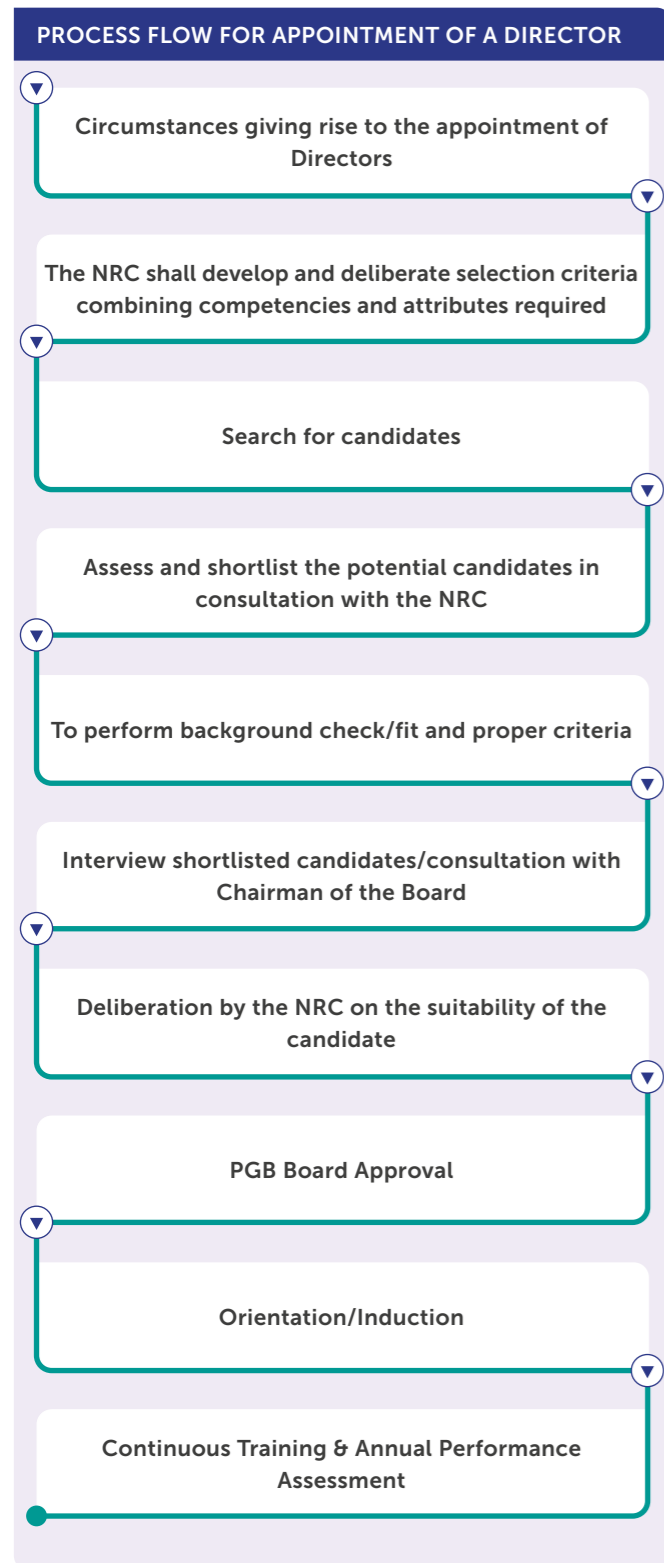 PROCESS FLOW FOR APPOINTMENT OF A DIRECTOR
Circumstances giving rise to the appointment of
Directors
The NRC shall develop and deliberate selection criteria
combining competencies and attributes required
Search for candidates
Assess and shortlist the potential candidates in
consultation with the NRC
To perform background check/fit and proper criteria
Interview shortlisted candidates/consultation with
Chairman of the Board
Deliberation by the NRC on the suitability of the
candidate
PGB Board Approval
Orientation/Induction
Continuous Training & Annual Performance
Assessment